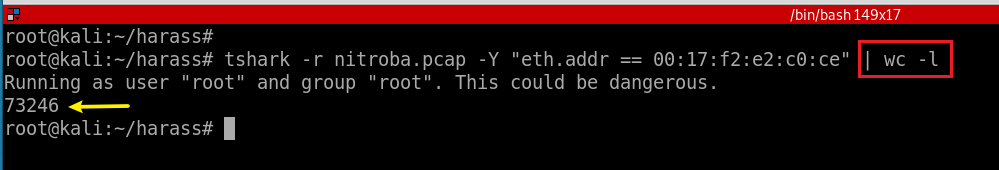 /bin/bash 149x17
root@kali:~/harass#
root@kali:~/harass# tshark -r nitroba.pcap -Y "eth.addr == 00:17:f2:e2:c0:ce" | wc -l
Running as user "root" and group "root". This could be dangerous.
73246
root@kali:~/harass#